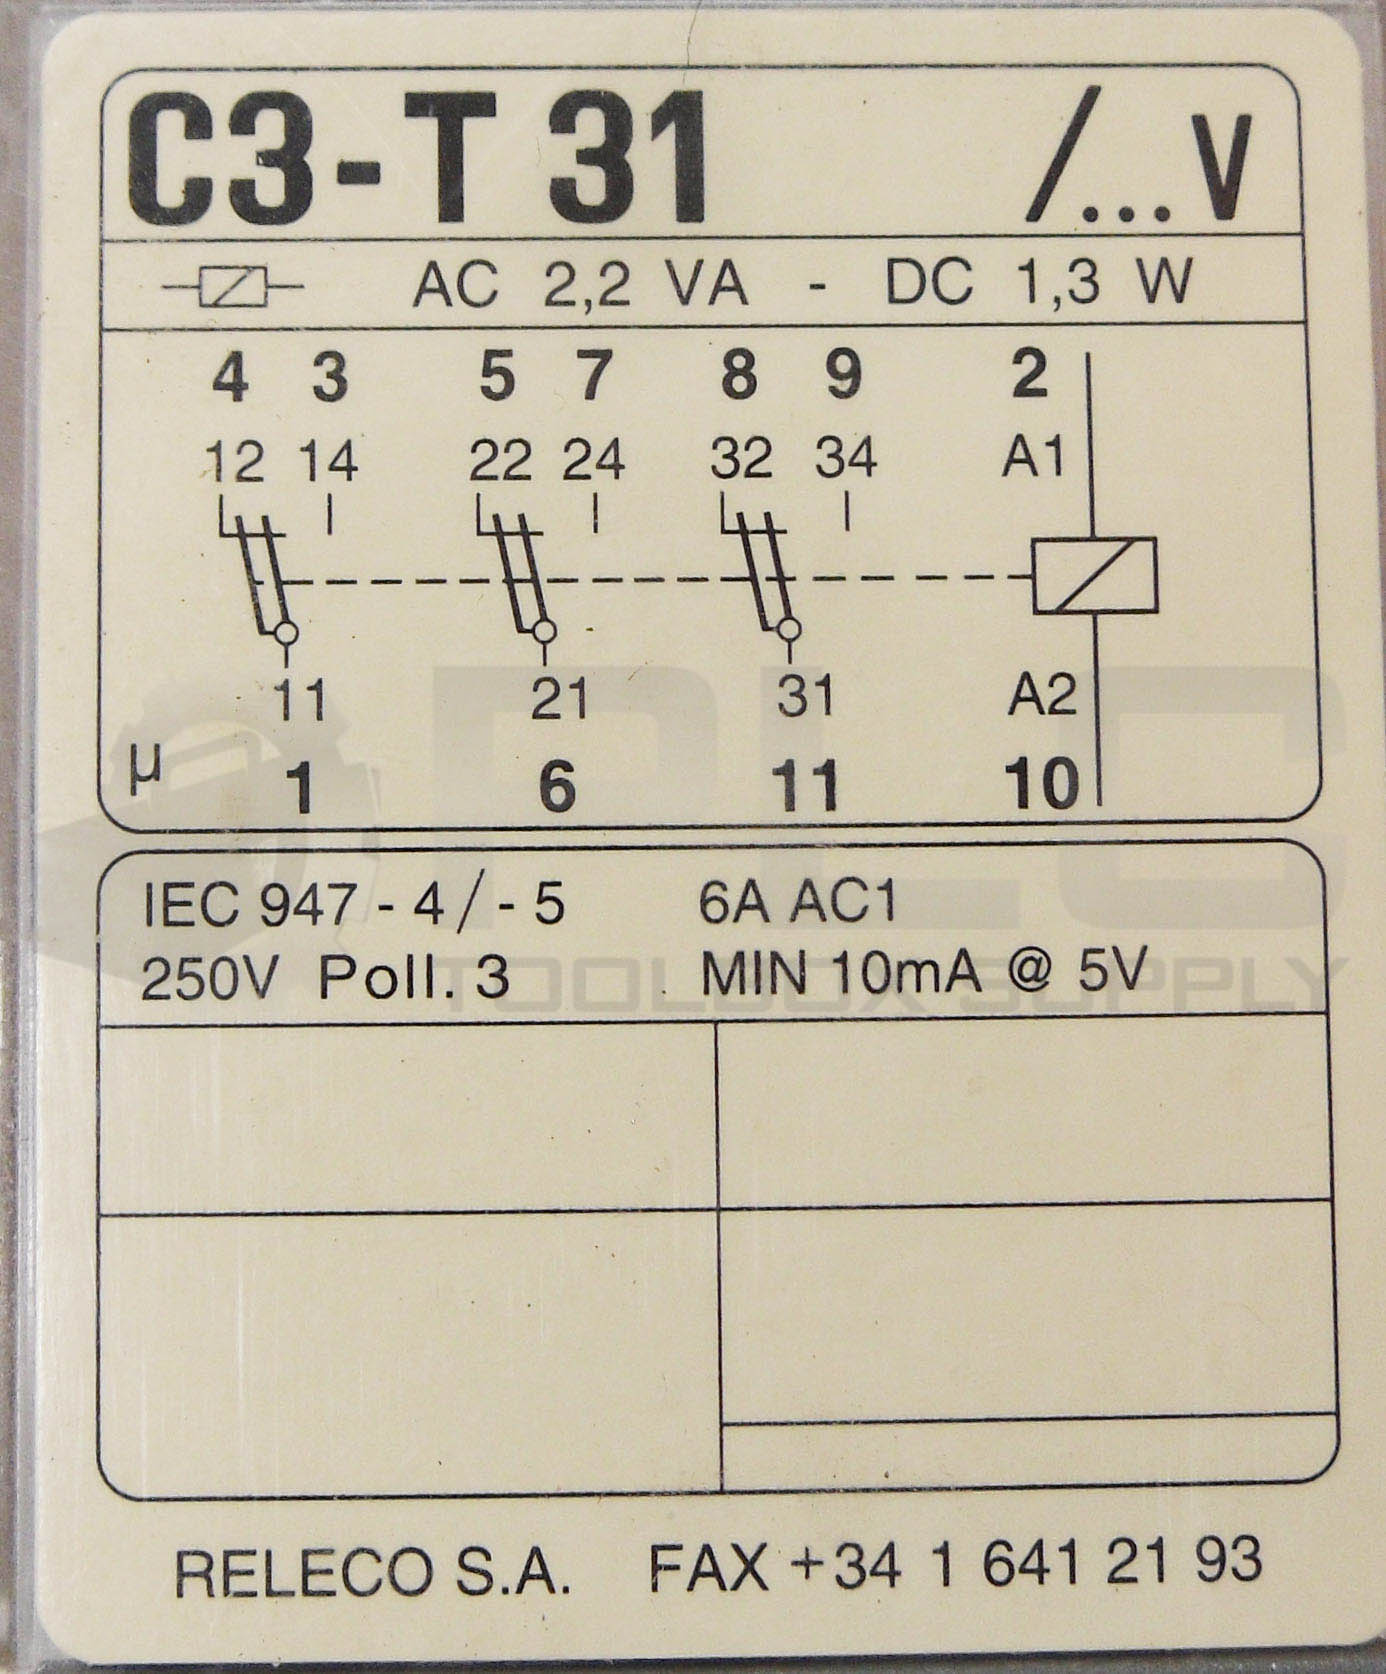 C3-T 31 /...V
AC 2,2 VA - DC 1,3 W
4 3 5 7 8 9 2
12 14 22 24 32 34 A1
11 21 31 A2
µ 1 6 11 10
IEC 947 - 4 / - 5 6A AC1
250V Poll. 3 MIN 10mA @ 5V
RELECO S.A. FAX +34 1 641 21 93
PLC
TOOLBOX SUPPLY